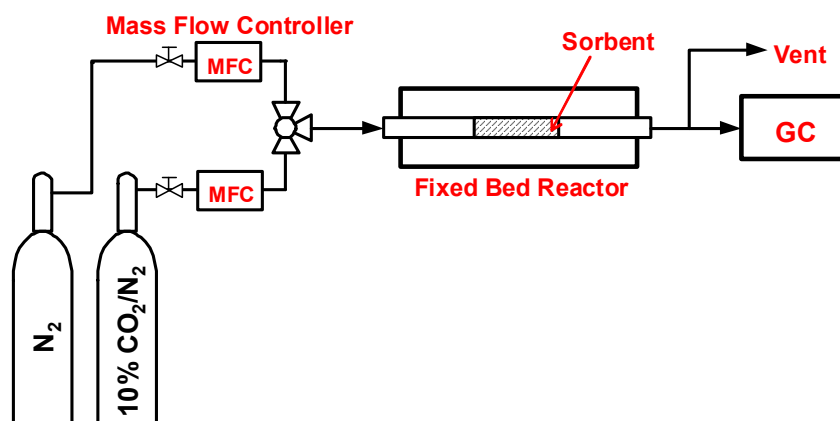 Mass Flow Controller
MFC
Sorbent
Vent
GC
MFC
Fixed Bed Reactor
N₂
10% CO₂/N₂